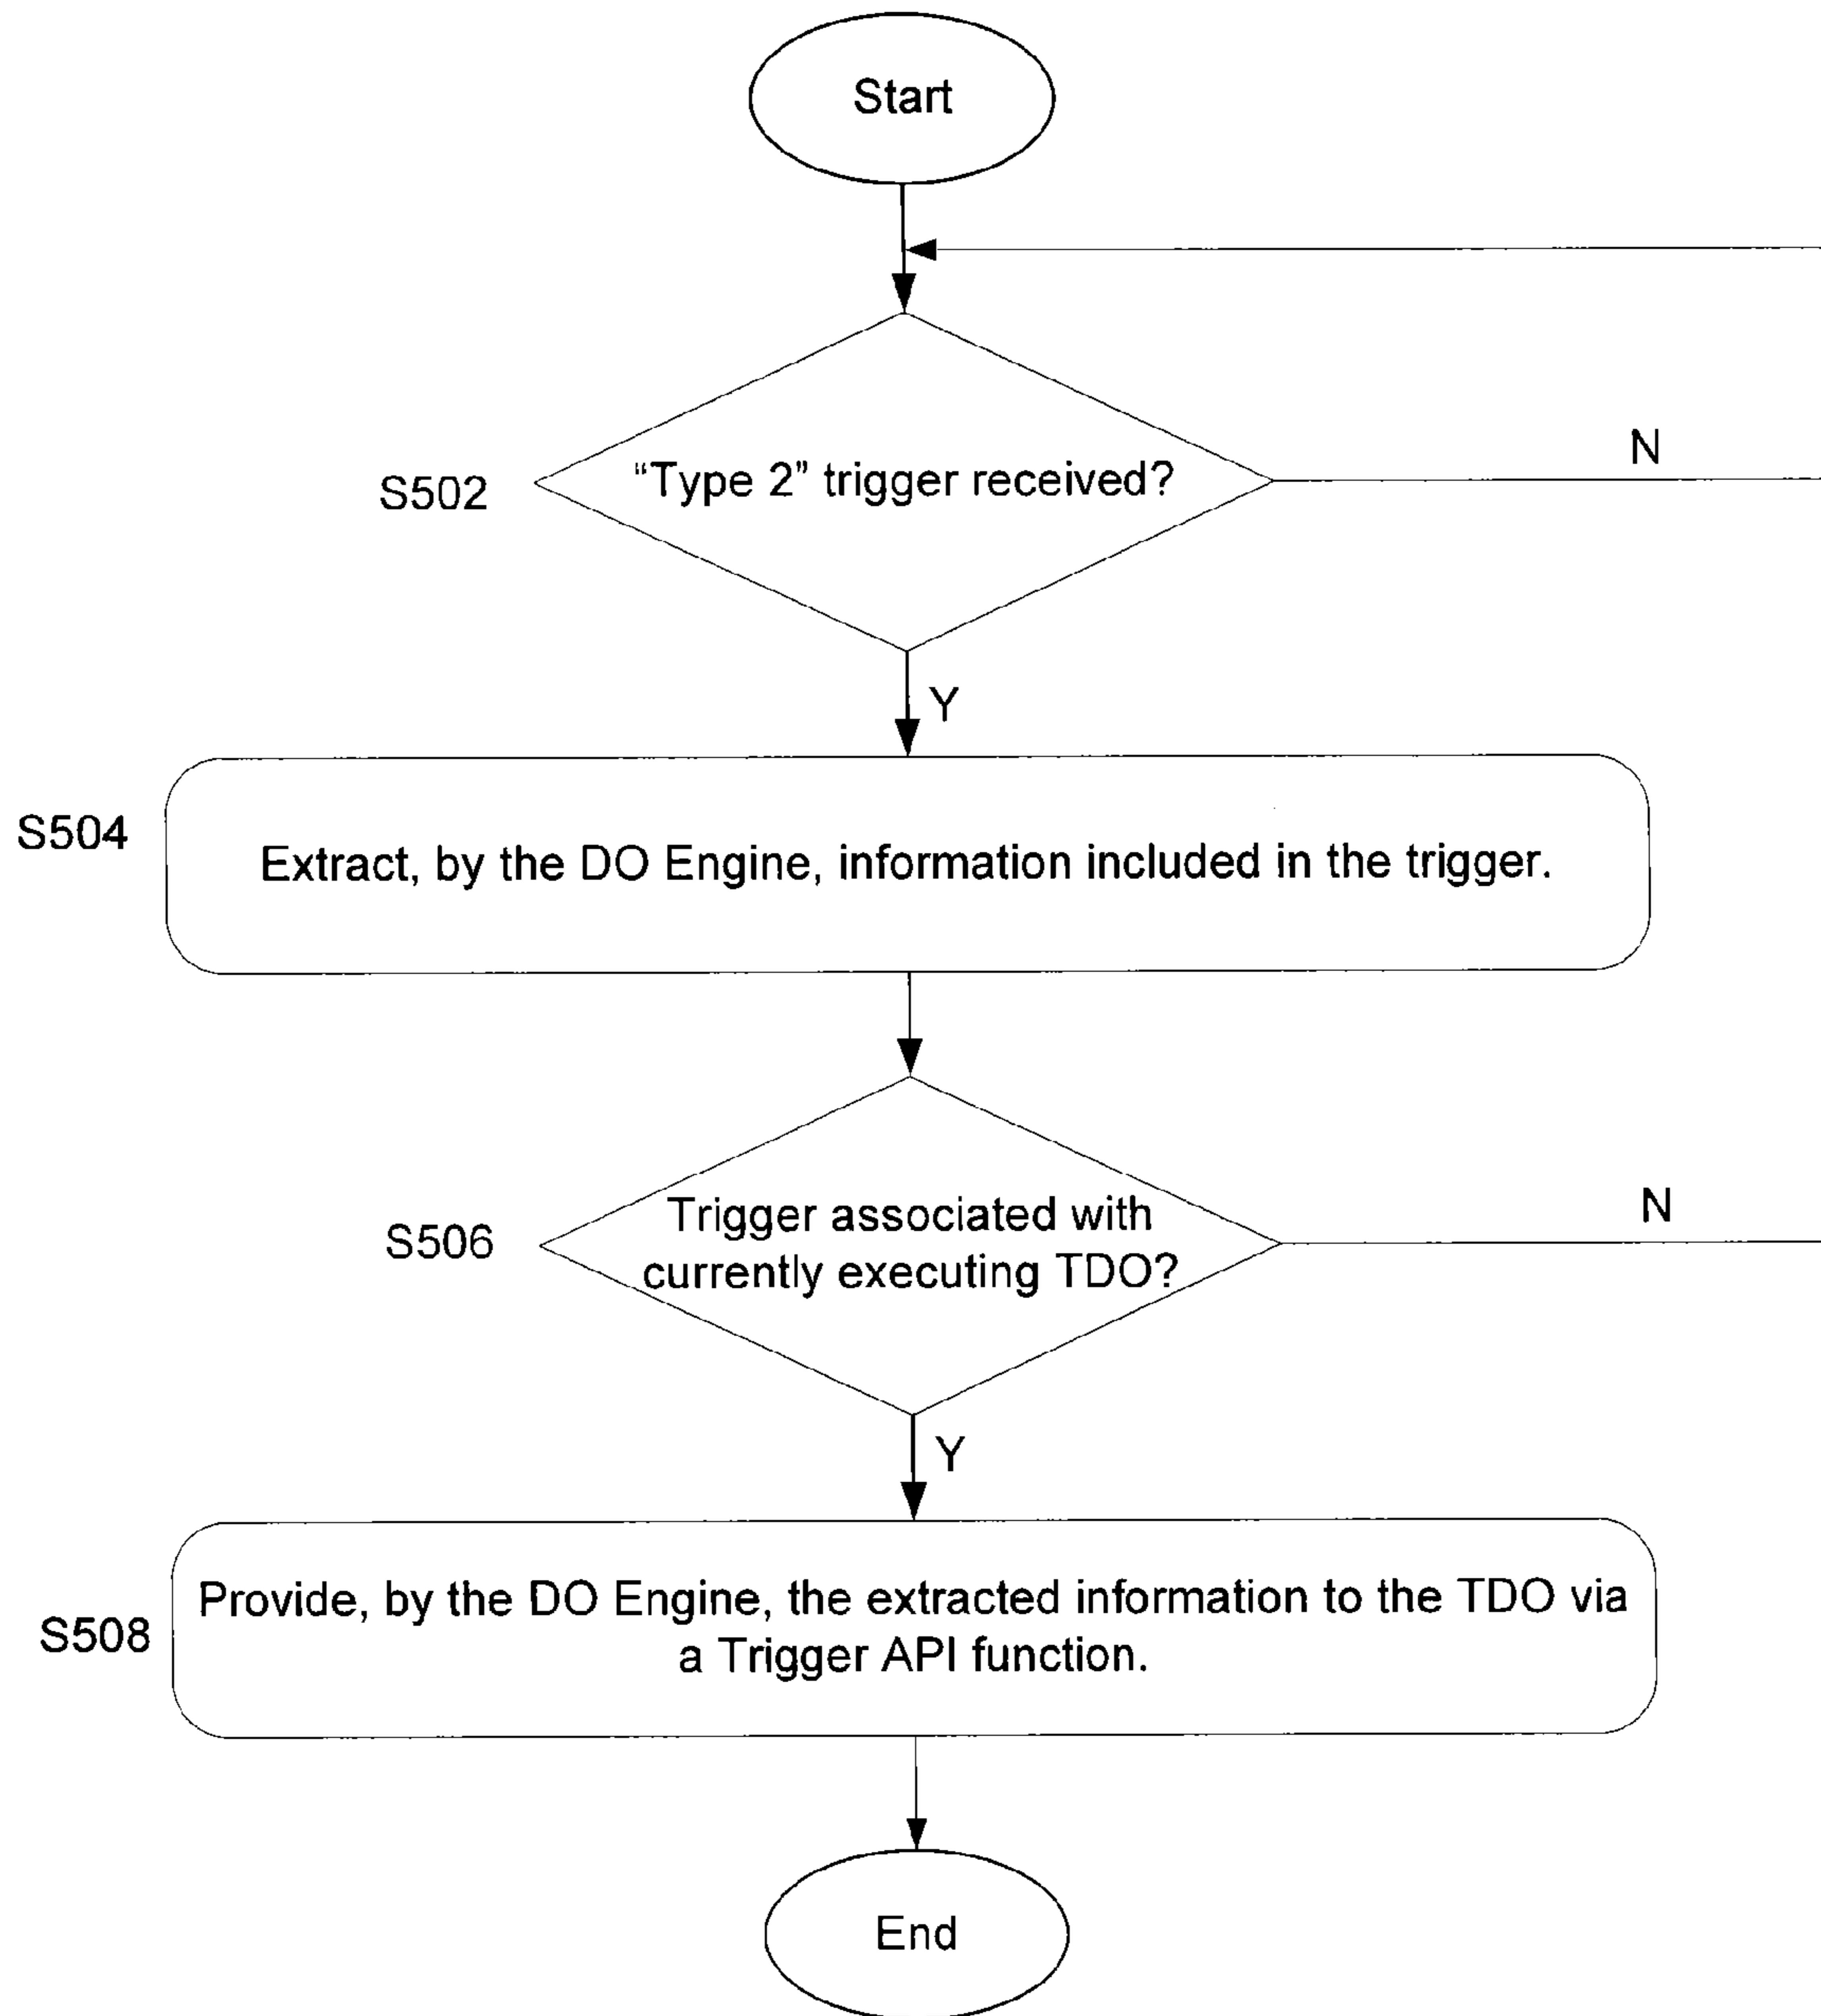 Start
S502
“Type 2” trigger received?
N
Y
S504
Extract, by the DO Engine, information included in the trigger.
S506
Trigger associated with
currently executing TDO?
N
Y
S508
Provide, by the DO Engine, the extracted information to the TDO via
a Trigger API function.
End